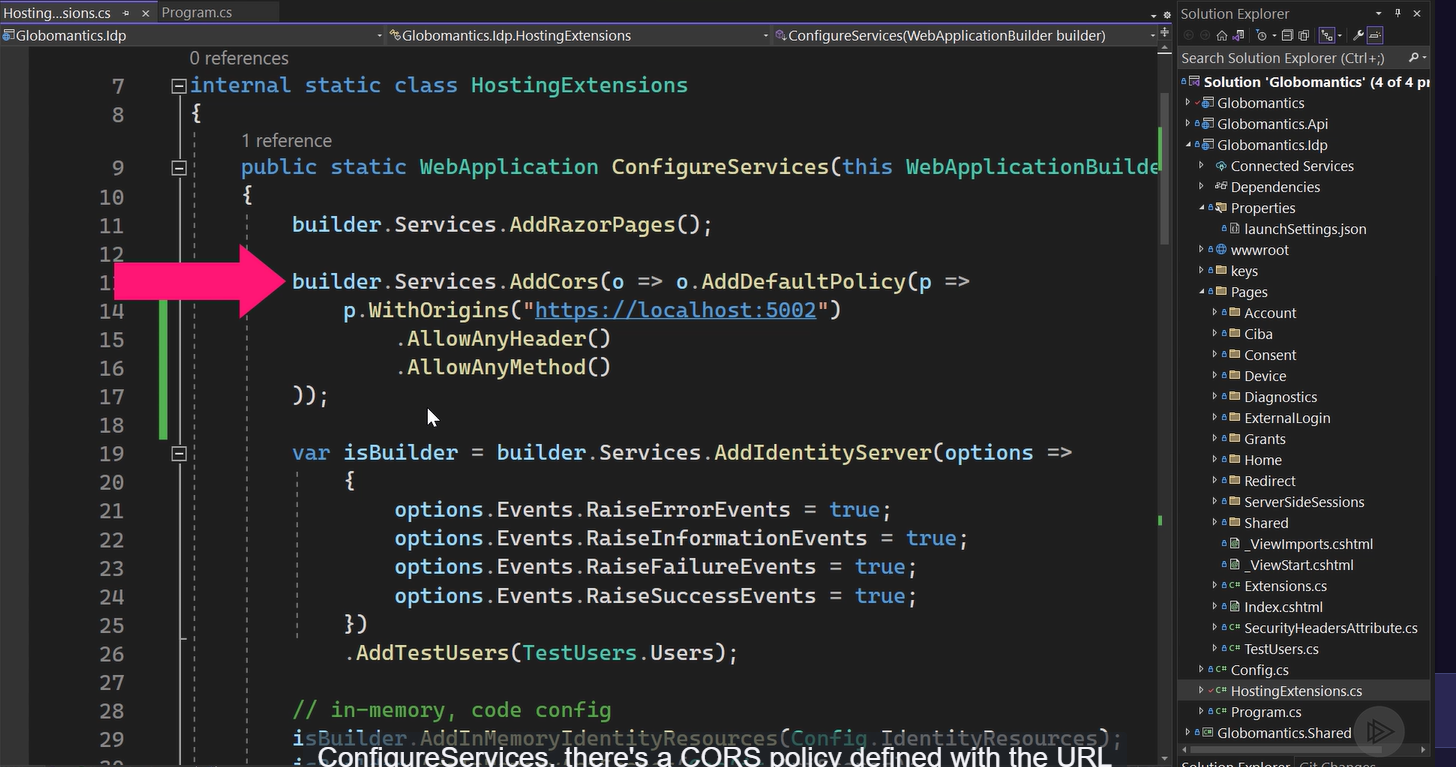 Hosting...sions.cs
Program.cs
Globomantics.Idp
Globomantics.Idp.HostingExtensions
ConfigureServices(WebApplicationBuilder builder)
0 references
7 internal static class HostingExtensions
8 {
1 reference
9 public static WebApplication ConfigureServices(this WebApplicationBuilde
10 {
11 builder.Services.AddRazorPages();
12
builder.Services.AddCors(o => o.AddDefaultPolicy(p =>
14 p.WithOrigins("https://localhost:5002")
15 .AllowAnyHeader()
16 .AllowAnyMethod()
17 ));
18
19 var isBuilder = builder.Services.AddIdentityServer(options =>
20 {
21 options.Events.RaiseErrorEvents = true;
22 options.Events.RaiseInformationEvents = true;
23 options.Events.RaiseFailureEvents = true;
24 options.Events.RaiseSuccessEvents = true;
25 })
26 .AddTestUsers(TestUsers.Users);
27
28 // in-memory, code config
29 isBuilder.AddInMemoryIdentityResources(Config.IdentityResources);
ConfigureServices, there's a CORS policy defined with the URL
Solution Explorer
Search Solution Explorer (Ctrl+;)
Solution 'Globomantics' (4 of 4 pr
Globomantics
Globomantics.Api
Globomantics.Idp
Connected Services
Dependencies
Properties
launchSettings.json
wwwroot
keys
Pages
Account
Ciba
Consent
Device
Diagnostics
ExternalLogin
Grants
Home
Redirect
ServerSideSessions
Shared
_ViewImports.cshtml
_ViewStart.cshtml
Extensions.cs
Index.cshtml
SecurityHeadersAttribute.cs
TestUsers.cs
Config.cs
HostingExtensions.cs
Program.cs
Globomantics.Shared
Solution Explorer
Git Changes